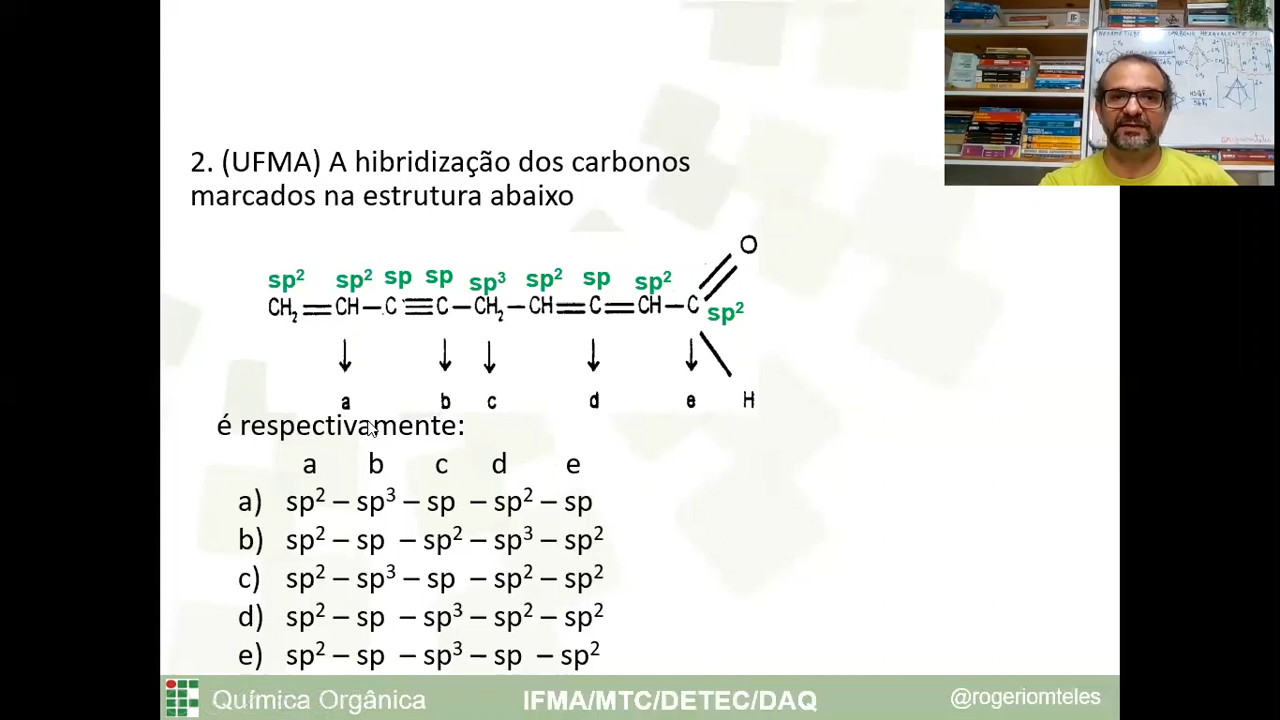 2. (UFMA) A hibridização dos carbonos
marcados na estrutura abaixo
O
sp² sp² sp sp sp³ sp² sp sp²
CH₂=CH–C≡C–CH₂–CH=C=CH–C sp²
a b c d e H
é respectivamente:
a b c d e
a) sp² – sp³ – sp – sp² – sp
b) sp² – sp – sp² – sp³ – sp²
c) sp² – sp³ – sp – sp² – sp²
d) sp² – sp – sp³ – sp² – sp²
e) sp² – sp – sp³ – sp – sp²
Química Orgânica IFMA/MTC/DETEC/DAQ @rogeriomteles